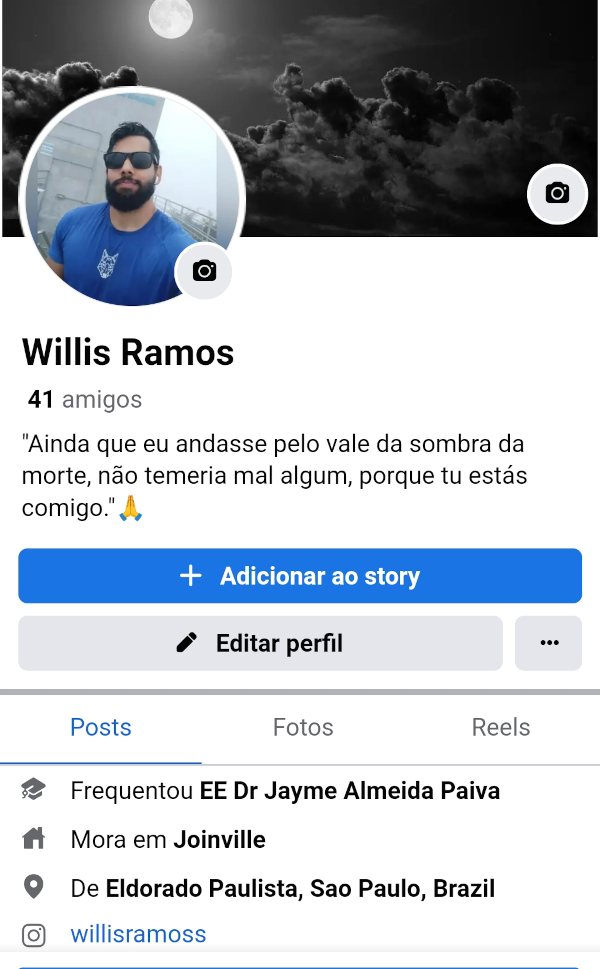 Willis Ramos
41 amigos
"Ainda que eu andasse pelo vale da sombra da
morte, não temeria mal algum, porque tu estás
comigo."🙏
Adicionar ao story
Editar perfil
Posts Fotos Reels
Frequentou EE Dr Jayme Almeida Paiva
Mora em Joinville
De Eldorado Paulista, Sao Paulo, Brazil
willisramoss